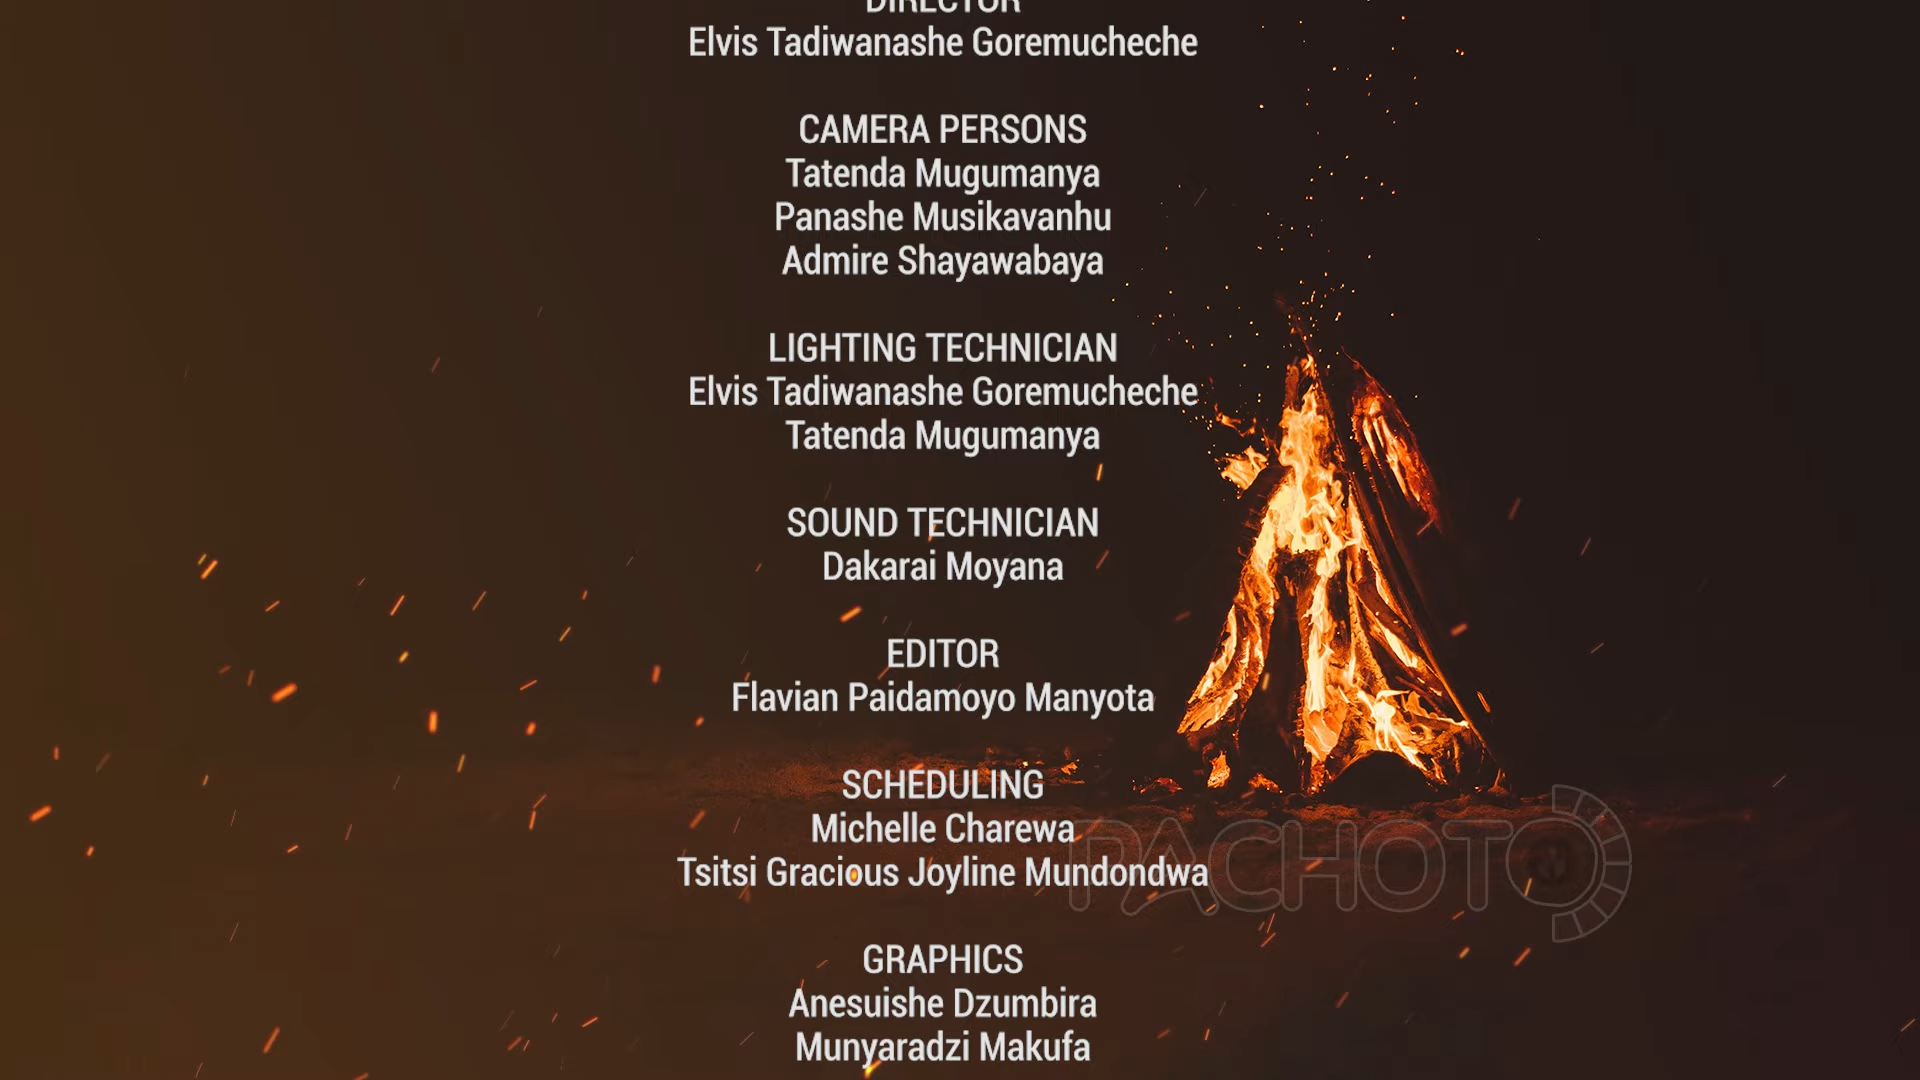 DIRECTOR
Elvis Tadiwanashe Goremucheche
CAMERA PERSONS
Tatenda Mugumanya
Panashe Musikavanhu
Admire Shayawabaya
LIGHTING TECHNICIAN
Elvis Tadiwanashe Goremucheche
Tatenda Mugumanya
SOUND TECHNICIAN
Dakarai Moyana
EDITOR
Flavian Paidamoyo Manyota
SCHEDULING
Michelle Charewa
Tsitsi Gracious Joyline Mundondwa
PACHOTO
GRAPHICS
Anesuishe Dzumbira
Munyaradzi Makufa